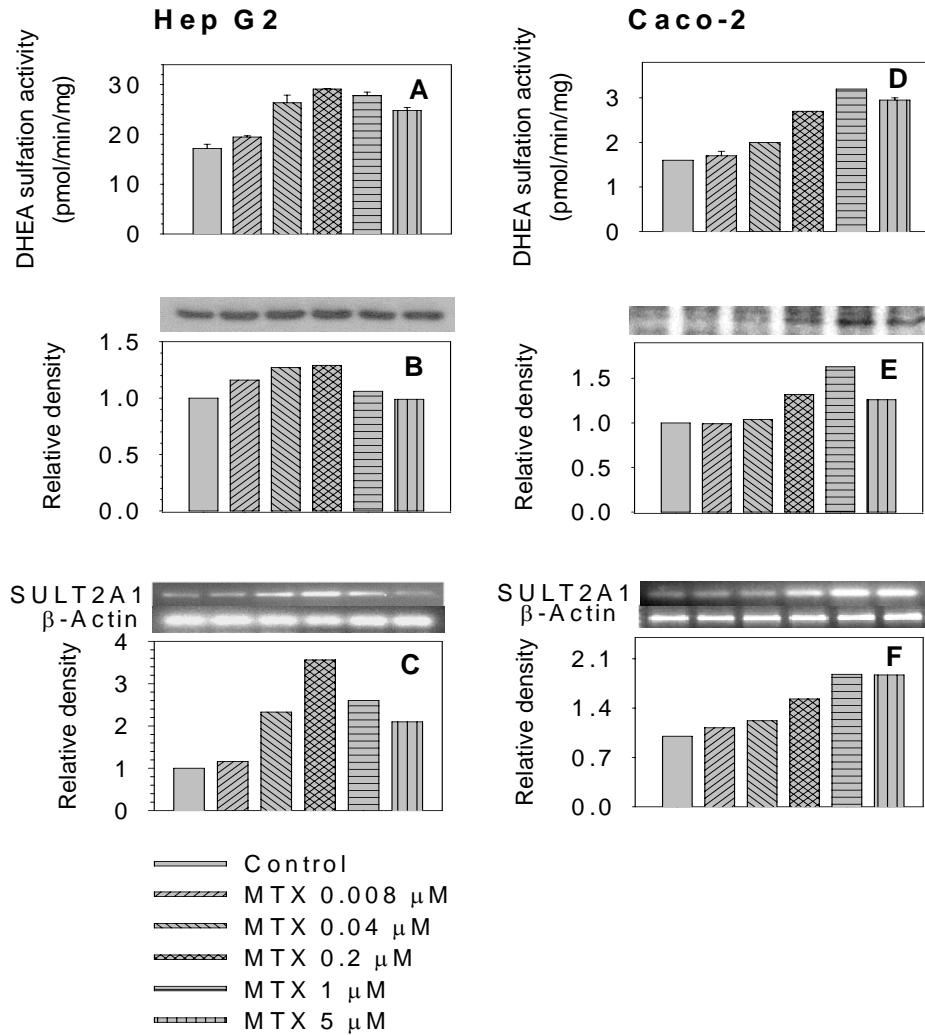 Hep G2
DHEA sulfation activity
(pmol/min/mg)
30
20
10
0
A
Relative density
1.5
1.0
0.5
0.0
B
SULT2A1
β-Actin
Relative density
4
3
2
1
0
C
Caco-2
DHEA sulfation activity
(pmol/min/mg)
3
2
1
0
D
Relative density
1.5
1.0
0.5
0.0
E
SULT2A1
β-Actin
Relative density
2.1
1.4
0.7
0.0
F
Control
MTX 0.008 μM
MTX 0.04 μM
MTX 0.2 μM
MTX 1 μM
MTX 5 μM